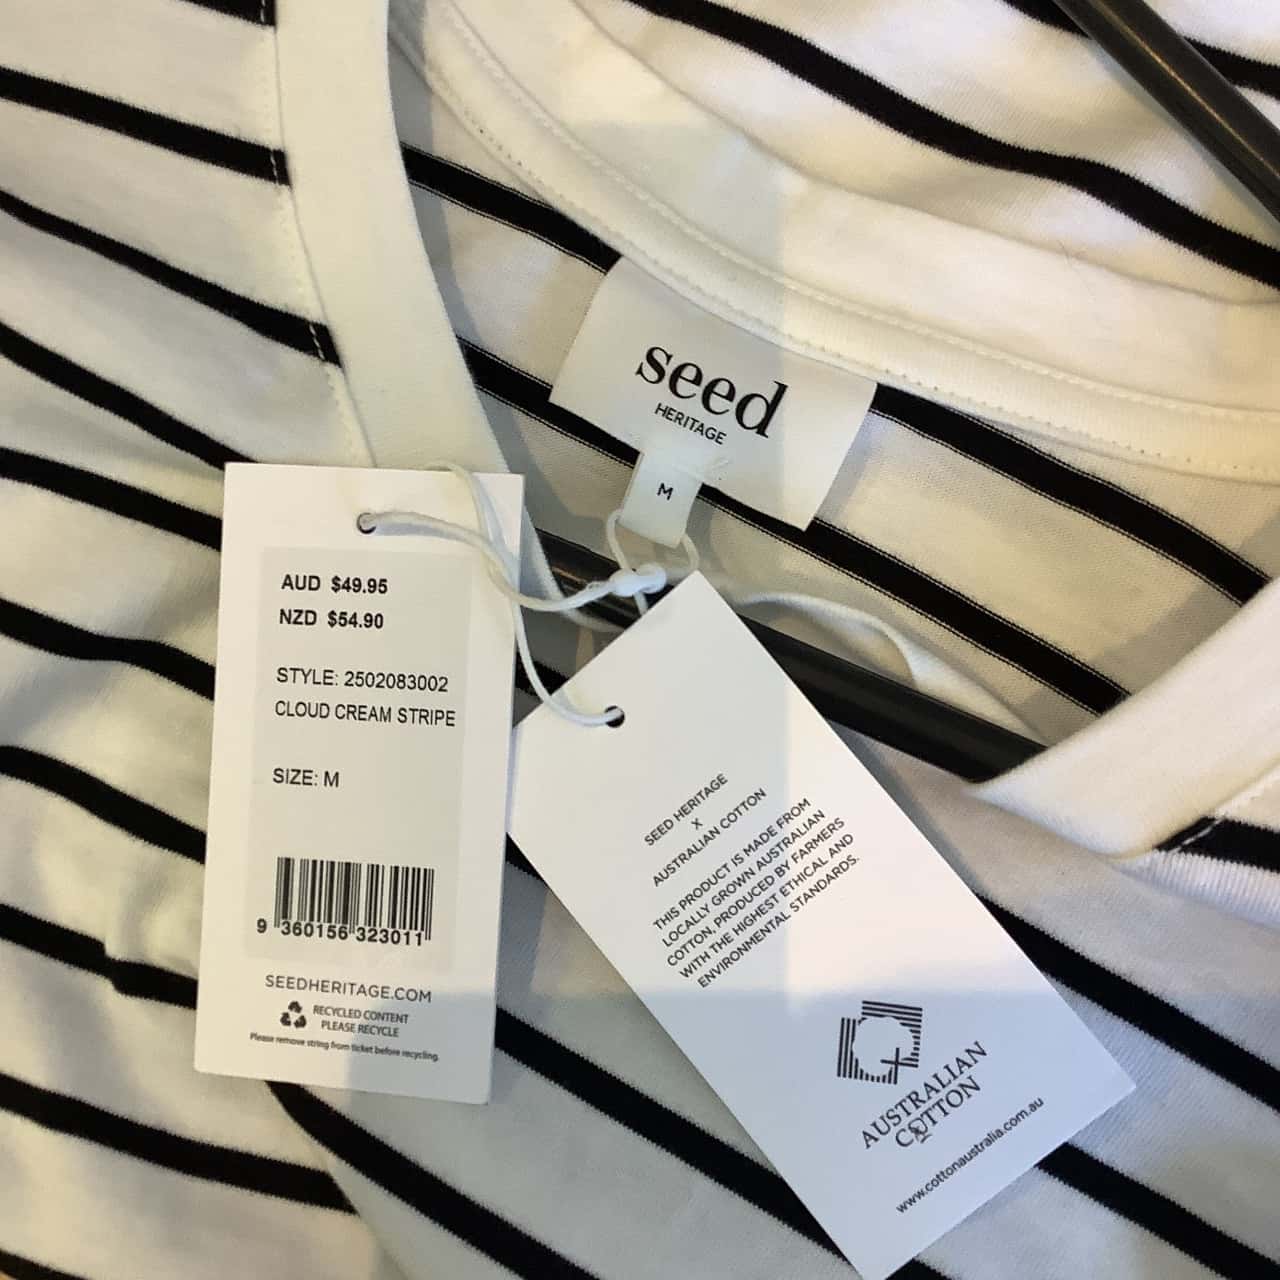 seed
HERITAGE
M
AUD $49.95
NZD $54.90
STYLE: 2502083002
CLOUD CREAM STRIPE
SIZE: M
9 360156 323011
SEEDHERITAGE.COM
RECYCLED CONTENT
PLEASE RECYCLE
Please remove string from ticket before recycling.
SEED HERITAGE
X
AUSTRALIAN COTTON
THIS PRODUCT IS MADE FROM
LOCALLY GROWN AUSTRALIAN
COTTON, PRODUCED BY FARMERS
WITH THE HIGHEST ETHICAL AND
ENVIRONMENTAL STANDARDS.
AUSTRALIAN
COTTON
www.cottonaustralia.com.au